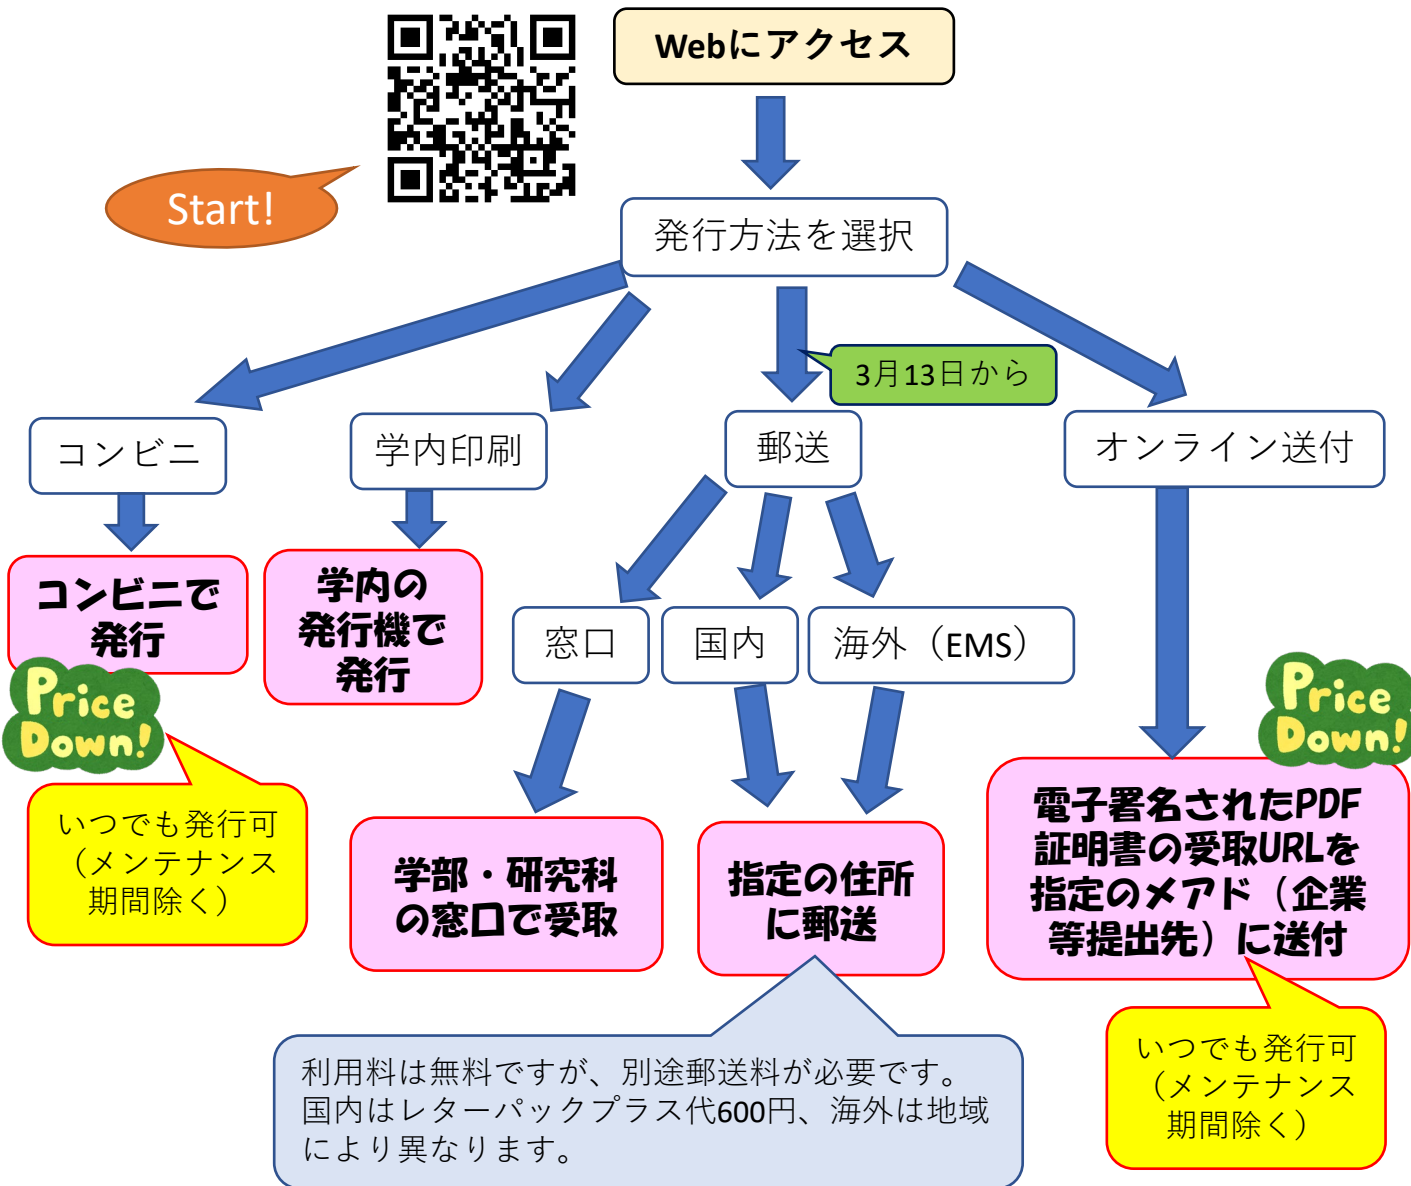 Webにアクセス
Start!
発行方法を選択
3月13日から
コンビニ
学内印刷
郵送
オンライン送付
コンビニで
発行
学内の
発行機で
発行
窓口
国内
海外（EMS）
Price
Down!
いつでも発行可
（メンテナンス
期間除く）
学部・研究科
の窓口で受取
指定の住所
に郵送
Price
Down!
電子署名されたPDF
証明書の受取URLを
指定のメアド（企業
等提出先）に送付
利用料は無料ですが、別途郵送料が必要です。
国内はレターパックプラス代600円、海外は地域
により異なります。
いつでも発行可
（メンテナンス
期間除く）